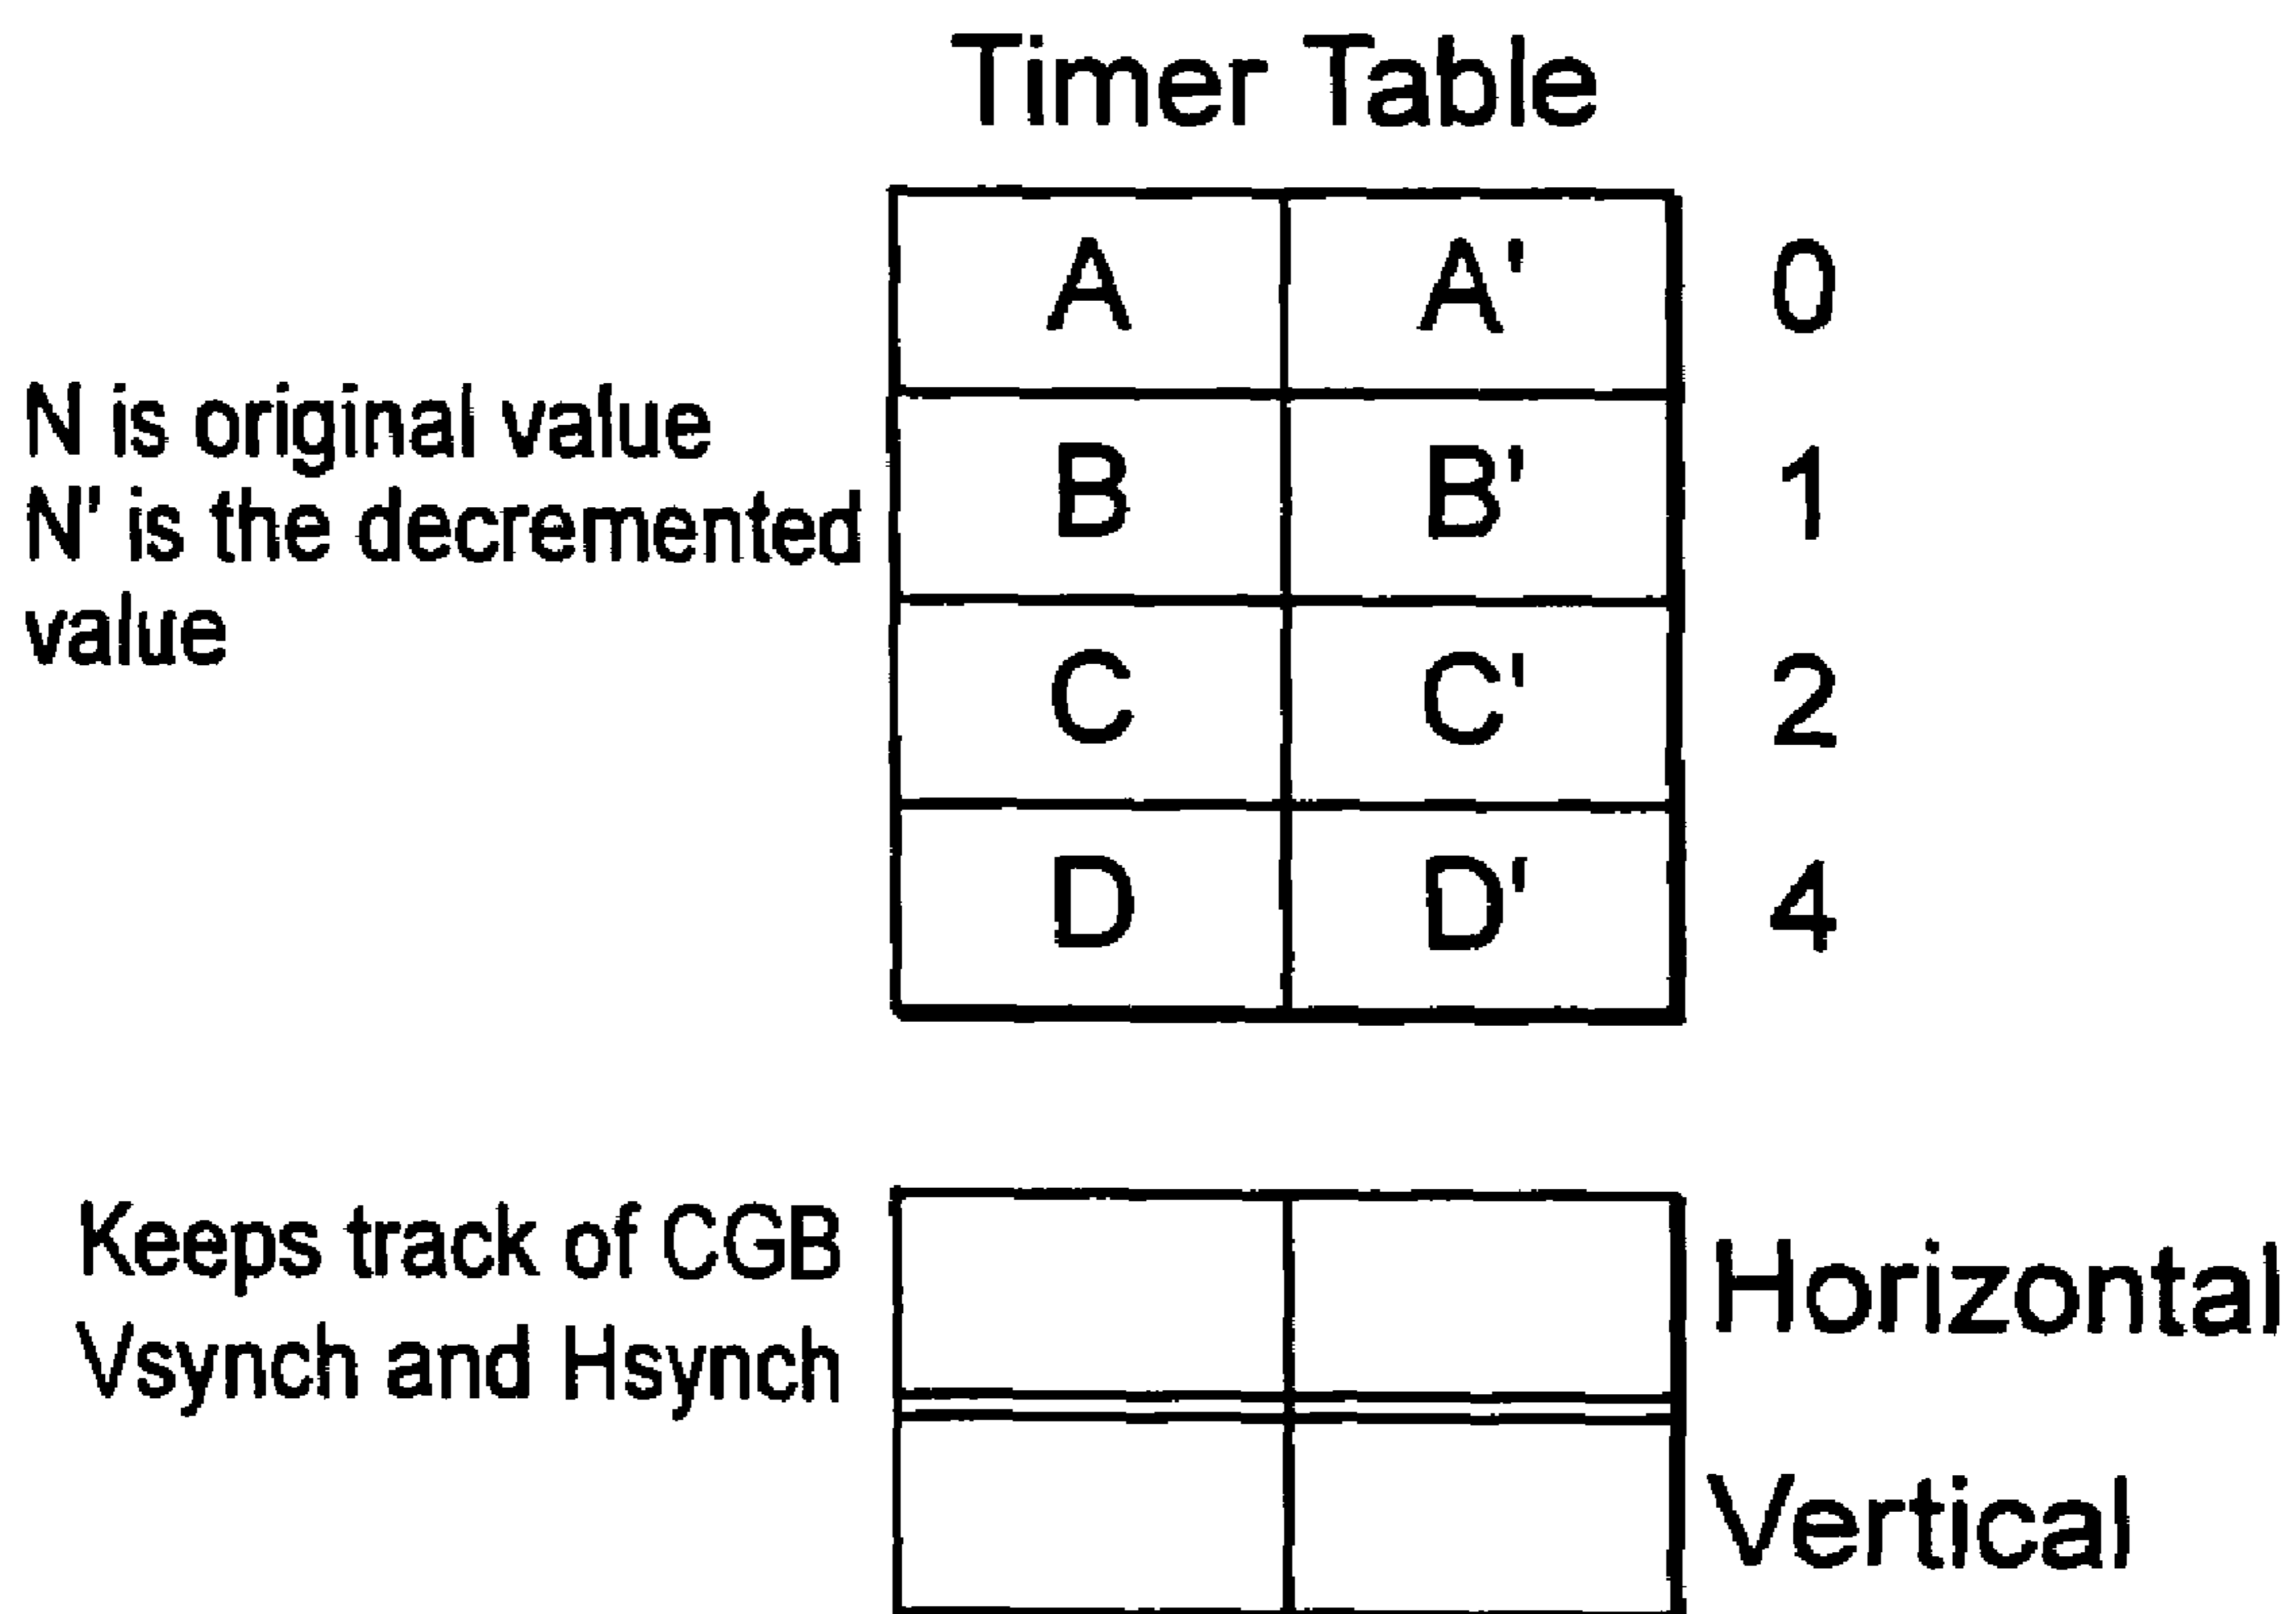 Timer Table
A A' 0
N is original value
B B' 1
N' is the decremented
value
C C' 2
D D' 4
Keeps track of CGB
Horizontal
Vsynch and Hsynch
Vertical